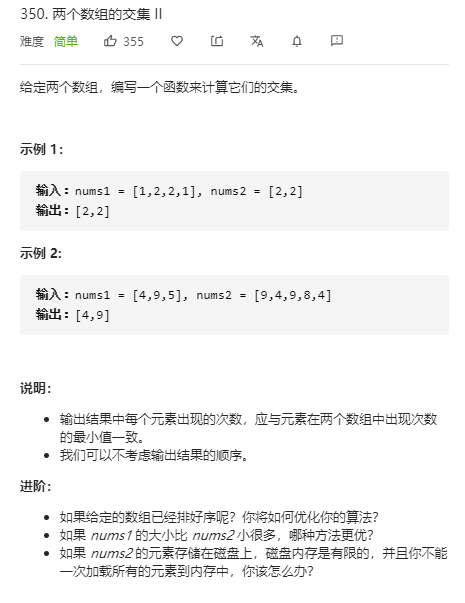 350. 两个数组的交集 II
难度 简单 355
给定两个数组，编写一个函数来计算它们的交集。
示例 1：
输入：nums1 = [1,2,2,1], nums2 = [2,2]
输出：[2,2]
示例 2:
输入：nums1 = [4,9,5], nums2 = [9,4,9,8,4]
输出：[4,9]
说明：
• 输出结果中每个元素出现的次数，应与元素在两个数组中出现次数
的最小值一致。
• 我们可以不考虑输出结果的顺序。
进阶：
• 如果给定的数组已经排好序呢？你将如何优化你的算法？
• 如果 nums1 的大小比 nums2 小很多，哪种方法更优？
• 如果 nums2 的元素存储在磁盘上，磁盘内存是有限的，并且你不能
一次加载所有的元素到内存中，你该怎么办？